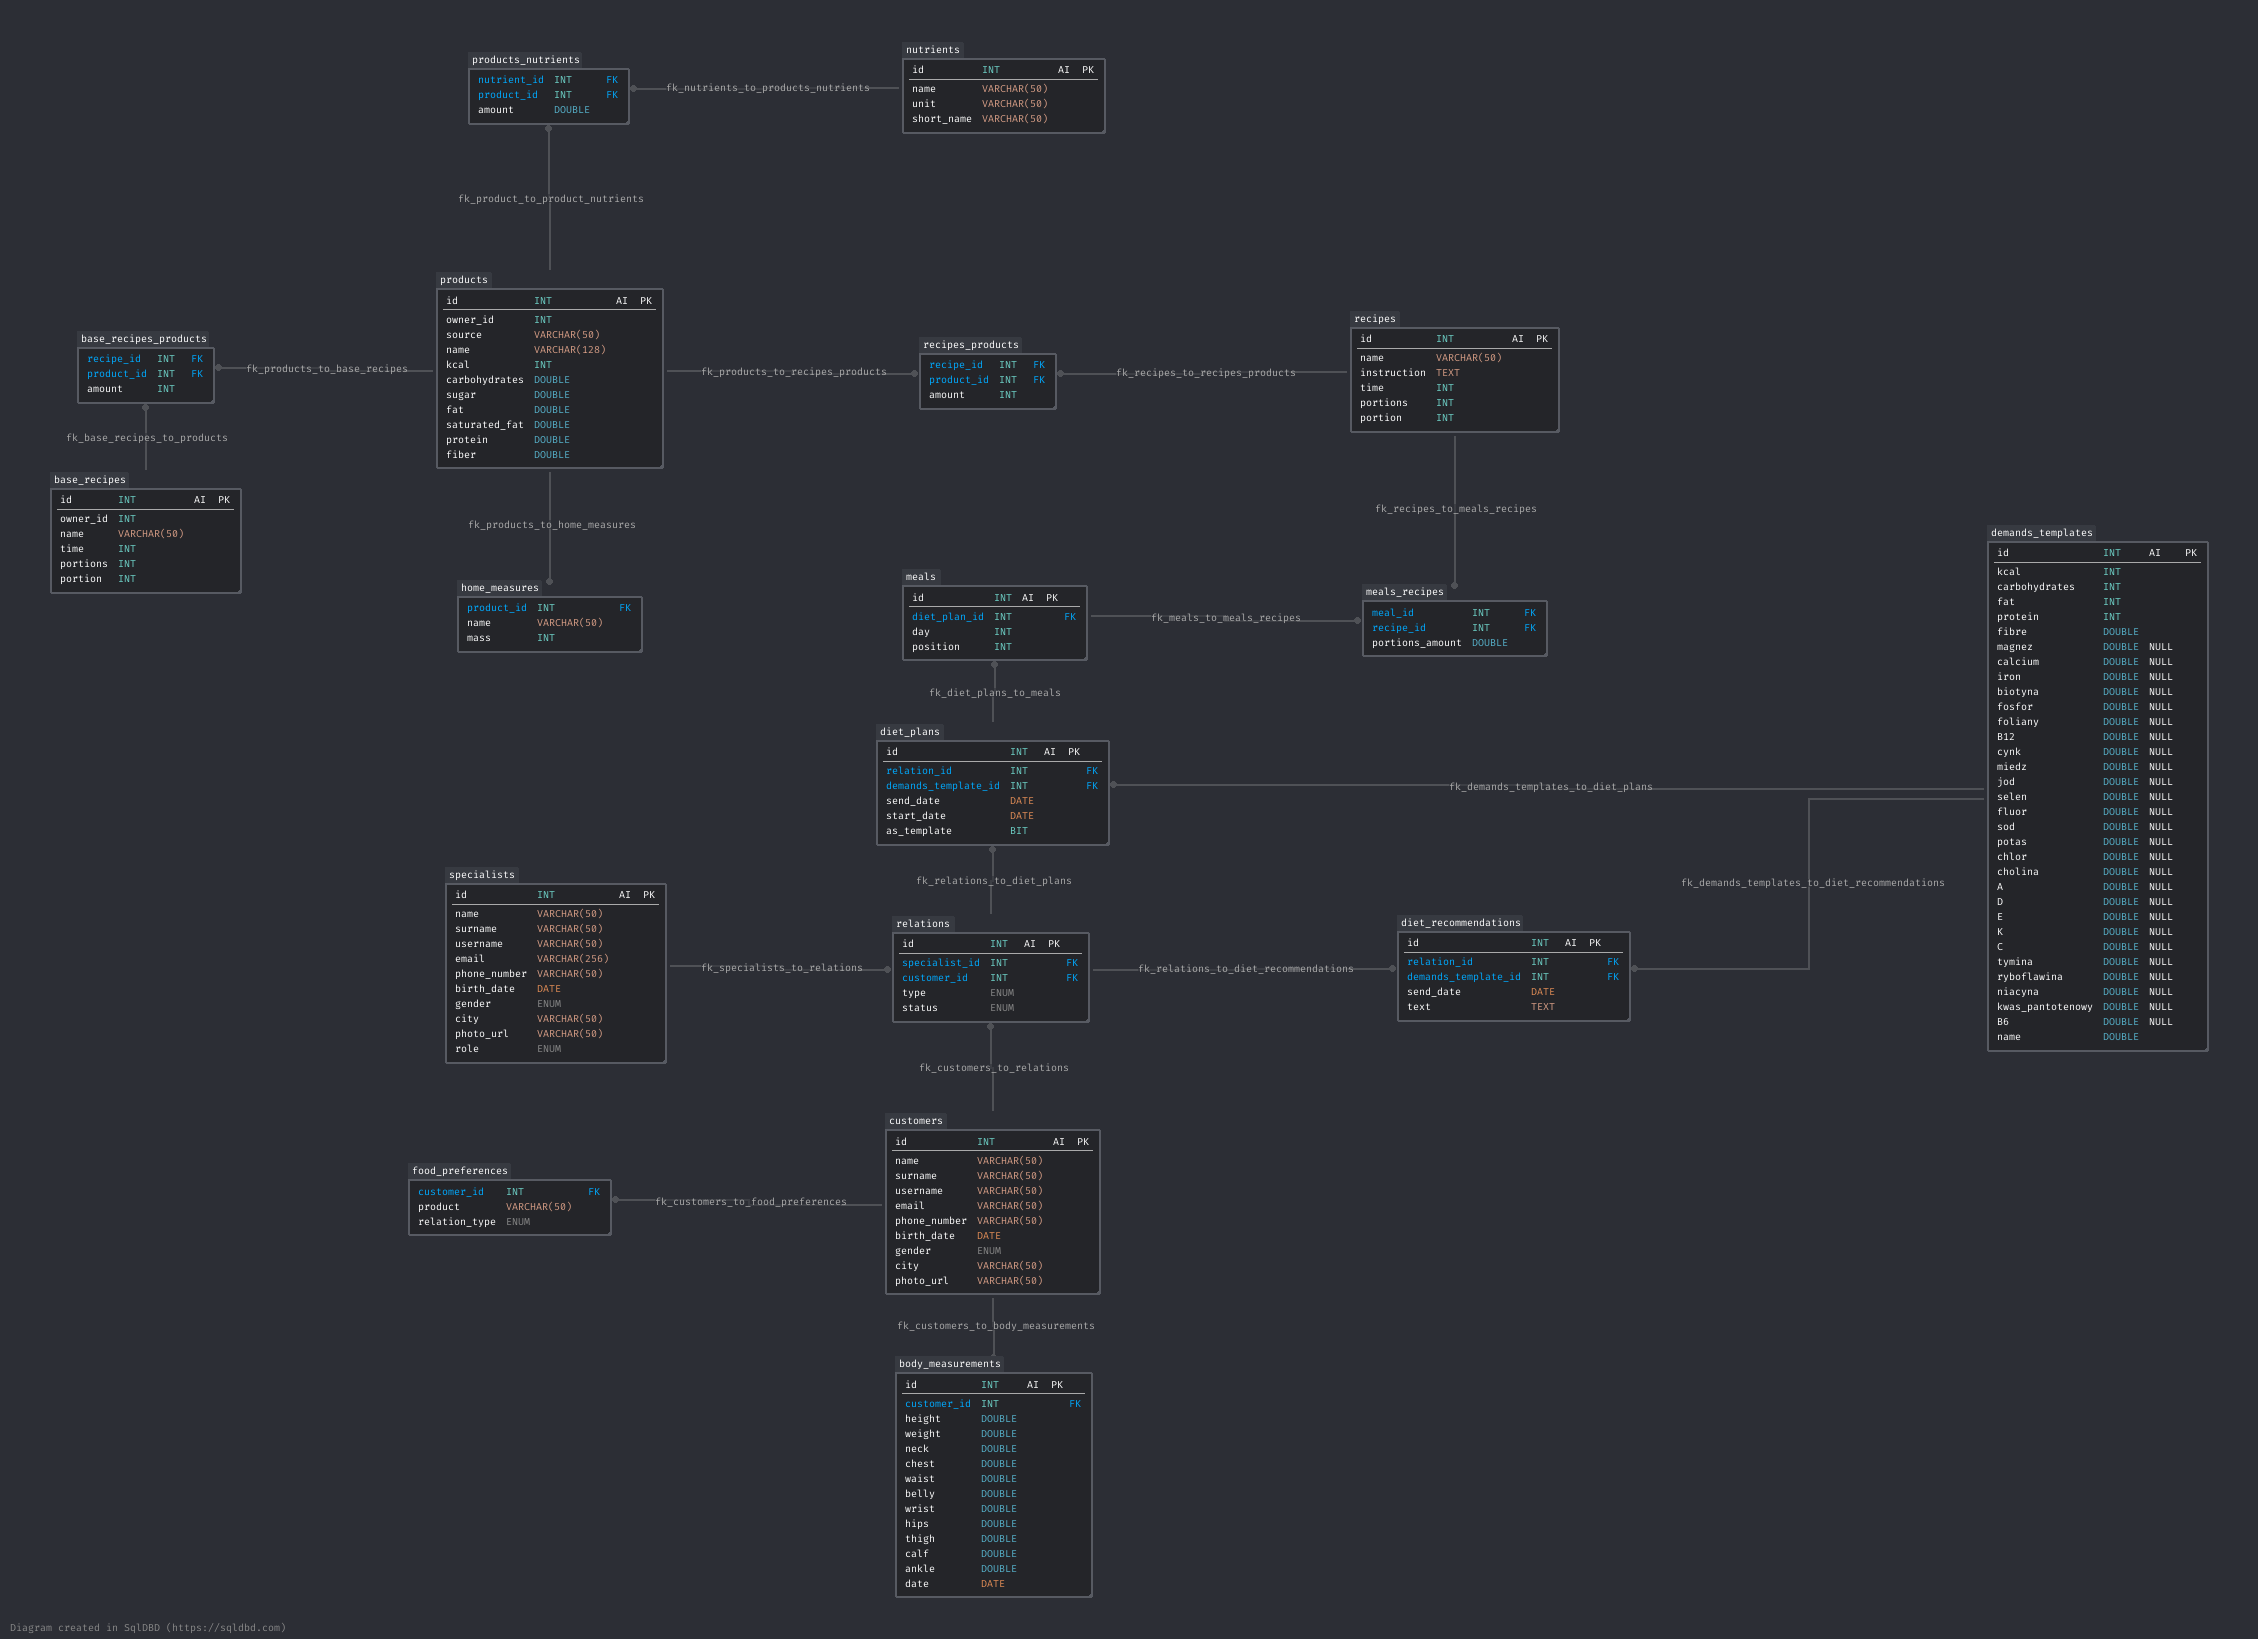 products_nutrients
nutrient_id INT FK
product_id INT FK
amount DOUBLE
fk_nutrients_to_products_nutrients
nutrients
id INT AI PK
name VARCHAR(50)
unit VARCHAR(50)
short_name VARCHAR(50)
fk_product_to_product_nutrients
products
id INT AI PK
owner_id INT
source VARCHAR(50)
name VARCHAR(128)
kcal INT
carbohydrates DOUBLE
sugar DOUBLE
fat DOUBLE
saturated_fat DOUBLE
protein DOUBLE
fiber DOUBLE
base_recipes_products
recipe_id INT FK
product_id INT FK
amount INT
fk_products_to_base_recipes
fk_base_recipes_to_products
base_recipes
id INT AI PK
owner_id INT
name VARCHAR(50)
time INT
portions INT
portion INT
fk_products_to_recipes_products
recipes_products
recipe_id INT FK
product_id INT FK
amount INT
fk_recipes_to_recipes_products
recipes
id INT AI PK
name VARCHAR(50)
instruction TEXT
time INT
portions INT
portion INT
fk_products_to_home_measures
home_measures
product_id INT FK
name VARCHAR(50)
mass INT
fk_recipes_to_meals_recipes
meals
id INT AI PK
diet_plan_id INT FK
day INT
position INT
fk_meals_to_meals_recipes
meals_recipes
meal_id INT FK
recipe_id INT FK
portions_amount DOUBLE
demands_templates
id INT AI PK
kcal INT
carbohydrates INT
fat INT
protein INT
fibre DOUBLE
magnez DOUBLE NULL
calcium DOUBLE NULL
iron DOUBLE NULL
biotyna DOUBLE NULL
fosfor DOUBLE NULL
foliany DOUBLE NULL
B12 DOUBLE NULL
cynk DOUBLE NULL
miedz DOUBLE NULL
jod DOUBLE NULL
selen DOUBLE NULL
fluor DOUBLE NULL
sod DOUBLE NULL
potas DOUBLE NULL
chlor DOUBLE NULL
cholina DOUBLE NULL
A DOUBLE NULL
D DOUBLE NULL
E DOUBLE NULL
K DOUBLE NULL
C DOUBLE NULL
tymina DOUBLE NULL
ryboflawina DOUBLE NULL
niacyna DOUBLE NULL
kwas_pantotenowy DOUBLE NULL
B6 DOUBLE NULL
name DOUBLE
fk_diet_plans_to_meals
diet_plans
id INT AI PK
relation_id INT FK
demands_template_id INT FK
send_date DATE
start_date DATE
as_template BIT
fk_demands_templates_to_diet_plans
fk_relations_to_diet_plans
fk_demands_templates_to_diet_recommendations
specialists
id INT AI PK
name VARCHAR(50)
surname VARCHAR(50)
username VARCHAR(50)
email VARCHAR(256)
phone_number VARCHAR(50)
birth_date DATE
gender ENUM
city VARCHAR(50)
photo_url VARCHAR(50)
role ENUM
fk_specialists_to_relations
relations
id INT AI PK
specialist_id INT FK
customer_id INT FK
type ENUM
status ENUM
fk_relations_to_diet_recommendations
diet_recommendations
id INT AI PK
relation_id INT FK
demands_template_id INT FK
send_date DATE
text TEXT
fk_customers_to_relations
customers
id INT AI PK
name VARCHAR(50)
surname VARCHAR(50)
username VARCHAR(50)
email VARCHAR(50)
phone_number VARCHAR(50)
birth_date DATE
gender ENUM
city VARCHAR(50)
photo_url VARCHAR(50)
food_preferences
customer_id INT FK
product VARCHAR(50)
relation_type ENUM
fk_customers_to_food_preferences
fk_customers_to_body_measurements
body_measurements
id INT AI PK
customer_id INT FK
height DOUBLE
weight DOUBLE
neck DOUBLE
chest DOUBLE
waist DOUBLE
belly DOUBLE
wrist DOUBLE
hips DOUBLE
thigh DOUBLE
calf DOUBLE
ankle DOUBLE
date DATE
Diagram created in SqlDBD (https://sqldbd.com)